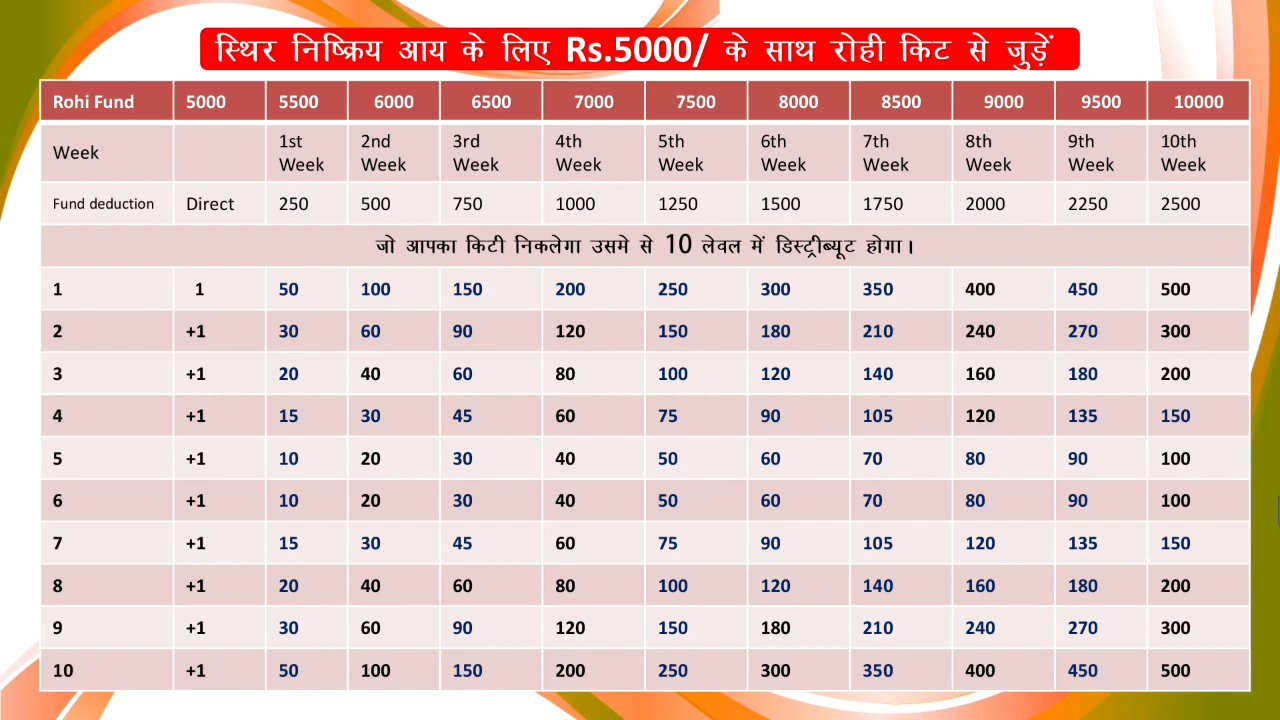 स्थिर निष्क्रिय आय के लिए Rs.5000/ के साथ रोही किट से जुड़ें
Rohi Fund 5000 5500 6000 6500 7000 7500 8000 8500 9000 9500 10000
Week 1st Week 2nd Week 3rd Week 4th Week 5th Week 6th Week 7th Week 8th Week 9th Week 10th Week
Fund deduction Direct 250 500 750 1000 1250 1500 1750 2000 2250 2500
जो आपका किटी निकलेगा उसमे से 10 लेवल में डिस्ट्रीब्यूट होगा।
1 1 50 100 150 200 250 300 350 400 450 500
2 +1 30 60 90 120 150 180 210 240 270 300
3 +1 20 40 60 80 100 120 140 160 180 200
4 +1 15 30 45 60 75 90 105 120 135 150
5 +1 10 20 30 40 50 60 70 80 90 100
6 +1 10 20 30 40 50 60 70 80 90 100
7 +1 15 30 45 60 75 90 105 120 135 150
8 +1 20 40 60 80 100 120 140 160 180 200
9 +1 30 60 90 120 150 180 210 240 270 300
10 +1 50 100 150 200 250 300 350 400 450 500